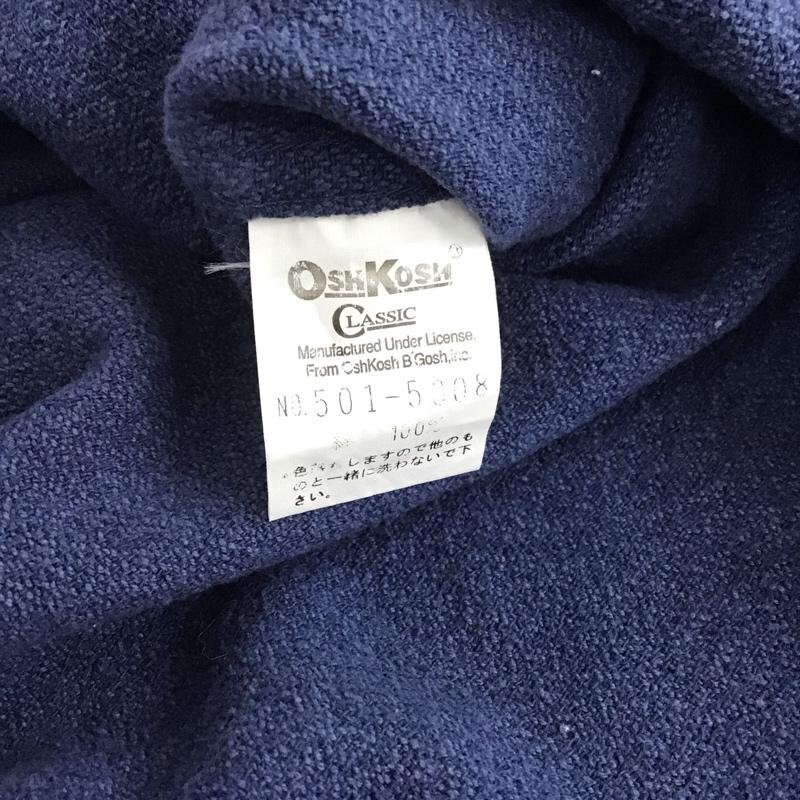 OshKosh®
CLASSIC
Manufactured Under License.
From OshKosh B'Gosh, Inc.
NO. 501-5008
綿 100%
色落ちしますので他のも
のと一緒に洗わないで下
さい。